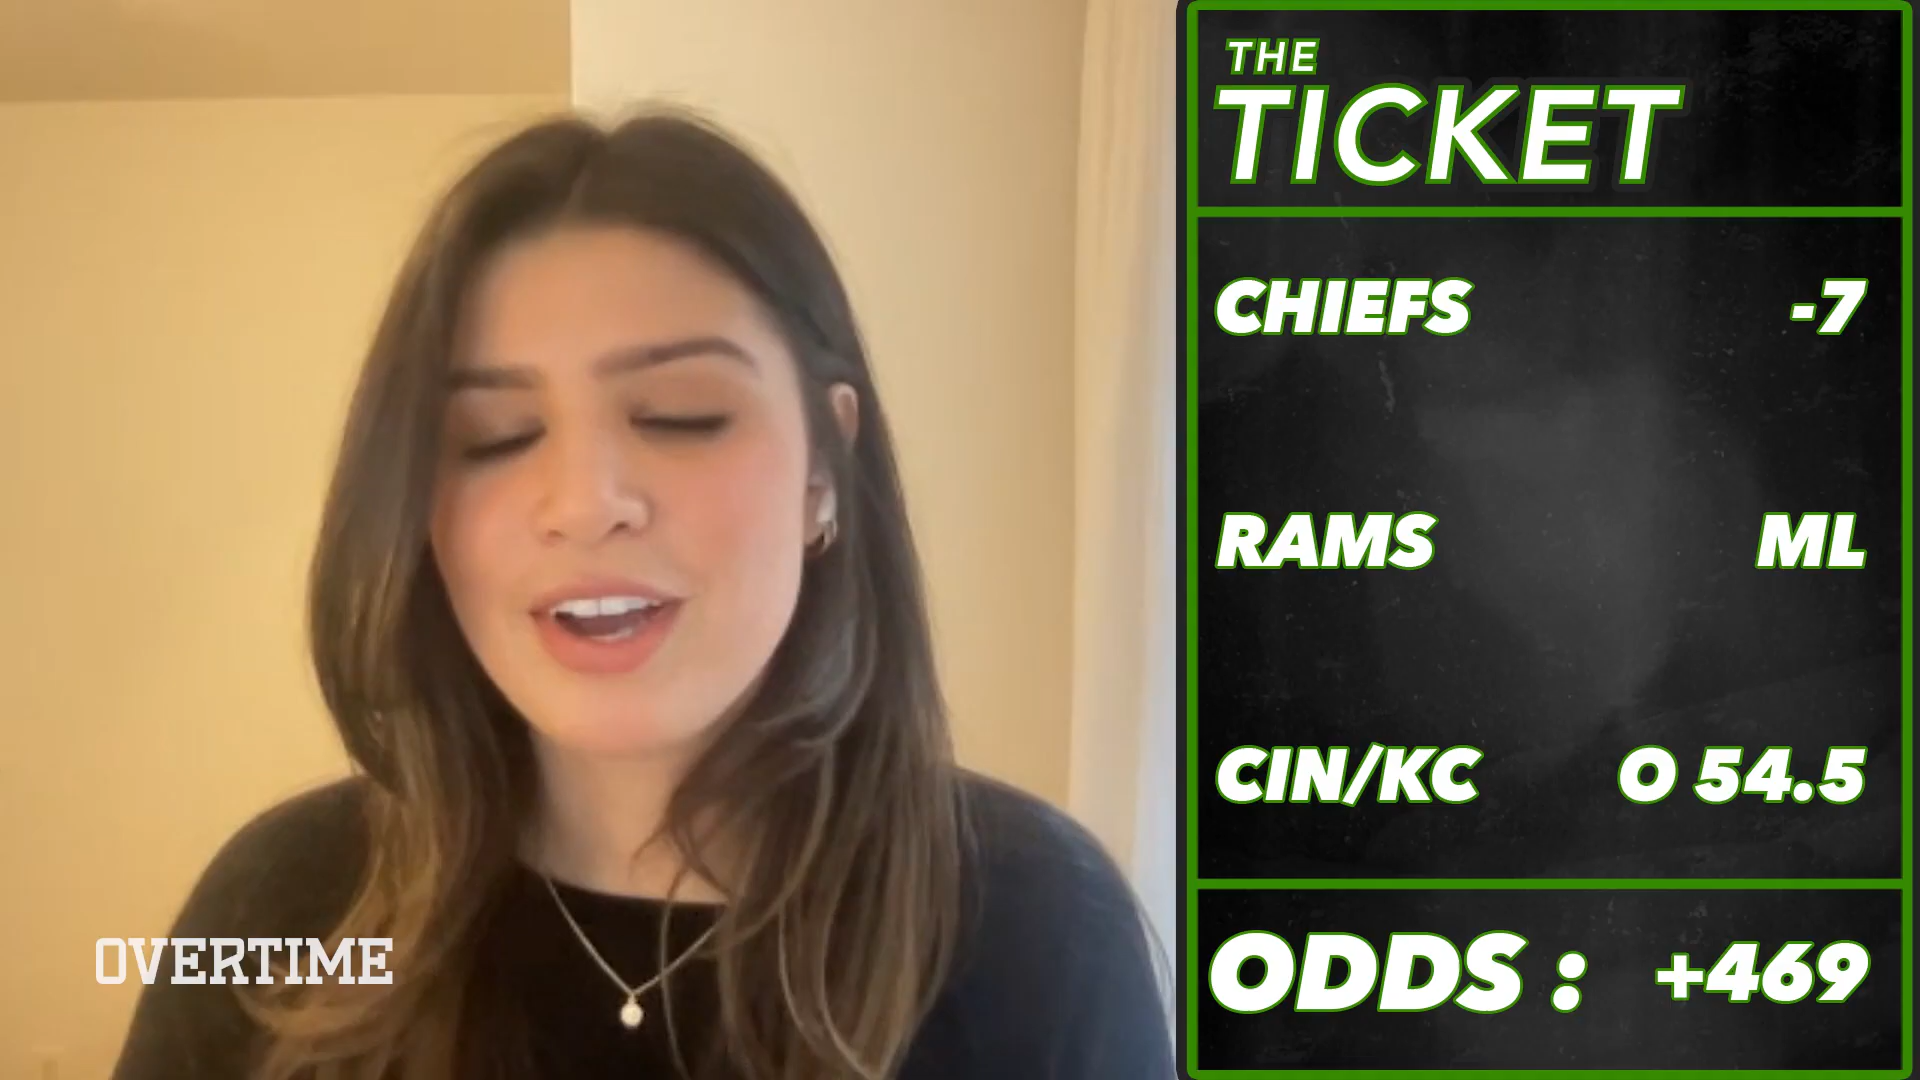 THE
TICKET
CHIEFS -7
RAMS ML
CIN/KC O 54.5
ODDS : +469
OVERTIME